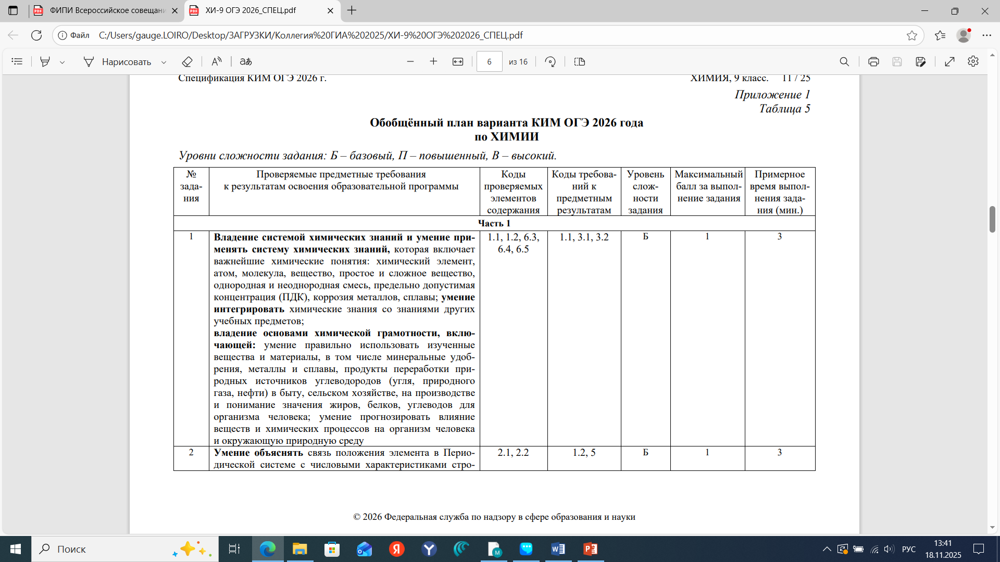 ФИПИ Всероссийское совещани
ХИ-9 ОГЭ 2026_СПЕЦ.pdf
Файл
C:/Users/gauge.LOIRO/Desktop/ЗАГРУЗКИ/Коллегия%20ГИА%202025/ХИ-9%20ОГЭ%202026_СПЕЦ.pdf
Нарисовать
аあ
6 из 16
Спецификация КИМ ОГЭ 2026 г.
ХИМИЯ, 9 класс. 11 / 25
Приложение 1
Таблица 5
Обобщённый план варианта КИМ ОГЭ 2026 года
по ХИМИИ
Уровни сложности задания: Б – базовый, П – повышенный, В – высокий.
№
зада-
ния
Проверяемые предметные требования
к результатам освоения образовательной программы
Коды
проверяемых
элементов
содержания
Коды требова-
ний к
предметным
результатам
Уровень
слож-
ности
задания
Максимальный
балл за выпол-
нение задания
Примерное
время выпол-
нения зада-
ния (мин.)
Часть 1
1
Владение системой химических знаний и умение при-
менять систему химических знаний, которая включает
важнейшие химические понятия: химический элемент,
атом, молекула, вещество, простое и сложное вещество,
однородная и неоднородная смесь, предельно допустимая
концентрация (ПДК), коррозия металлов, сплавы; умение
интегрировать химические знания со знаниями других
учебных предметов;
владение основами химической грамотности, вклю-
чающей: умение правильно использовать изученные
вещества и материалы, в том числе минеральные удоб-
рения, металлы и сплавы, продукты переработки при-
родных источников углеводородов (угля, природного
газа, нефти) в быту, сельском хозяйстве, на производстве
и понимание значения жиров, белков, углеводов для
организма человека; умение прогнозировать влияние
веществ и химических процессов на организм человека
и окружающую природную среду
1.1, 1.2, 6.3,
6.4, 6.5
1.1, 3.1, 3.2
Б
1
3
2
Умение объяснять связь положения элемента в Перио-
дической системе с числовыми характеристиками стро-
2.1, 2.2
1.2, 5
Б
1
3
© 2026 Федеральная служба по надзору в сфере образования и науки
Поиск
РУС
13:41
18.11.2025